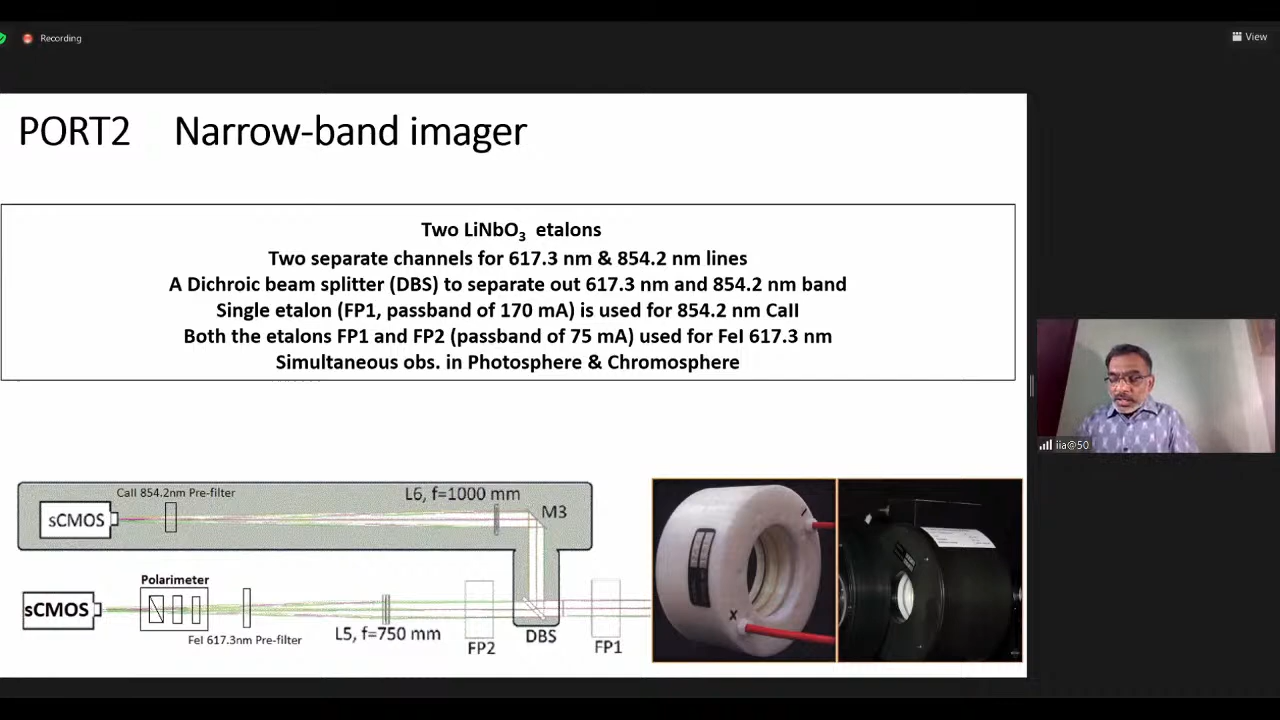 Recording
View
PORT2 Narrow-band imager
Two LiNbO3 etalons
Two separate channels for 617.3 nm & 854.2 nm lines
A Dichroic beam splitter (DBS) to separate out 617.3 nm and 854.2 nm band
Single etalon (FP1, passband of 170 mA) is used for 854.2 nm CaII
Both the etalons FP1 and FP2 (passband of 75 mA) used for FeI 617.3 nm
Simultaneous obs. in Photosphere & Chromosphere
iia@50
CaII 854.2nm Pre-filter
L6, f=1000 mm
M3
sCMOS
Polarimeter
sCMOS
FeI 617.3nm Pre-filter
L5, f=750 mm
FP2
DBS
FP1
X